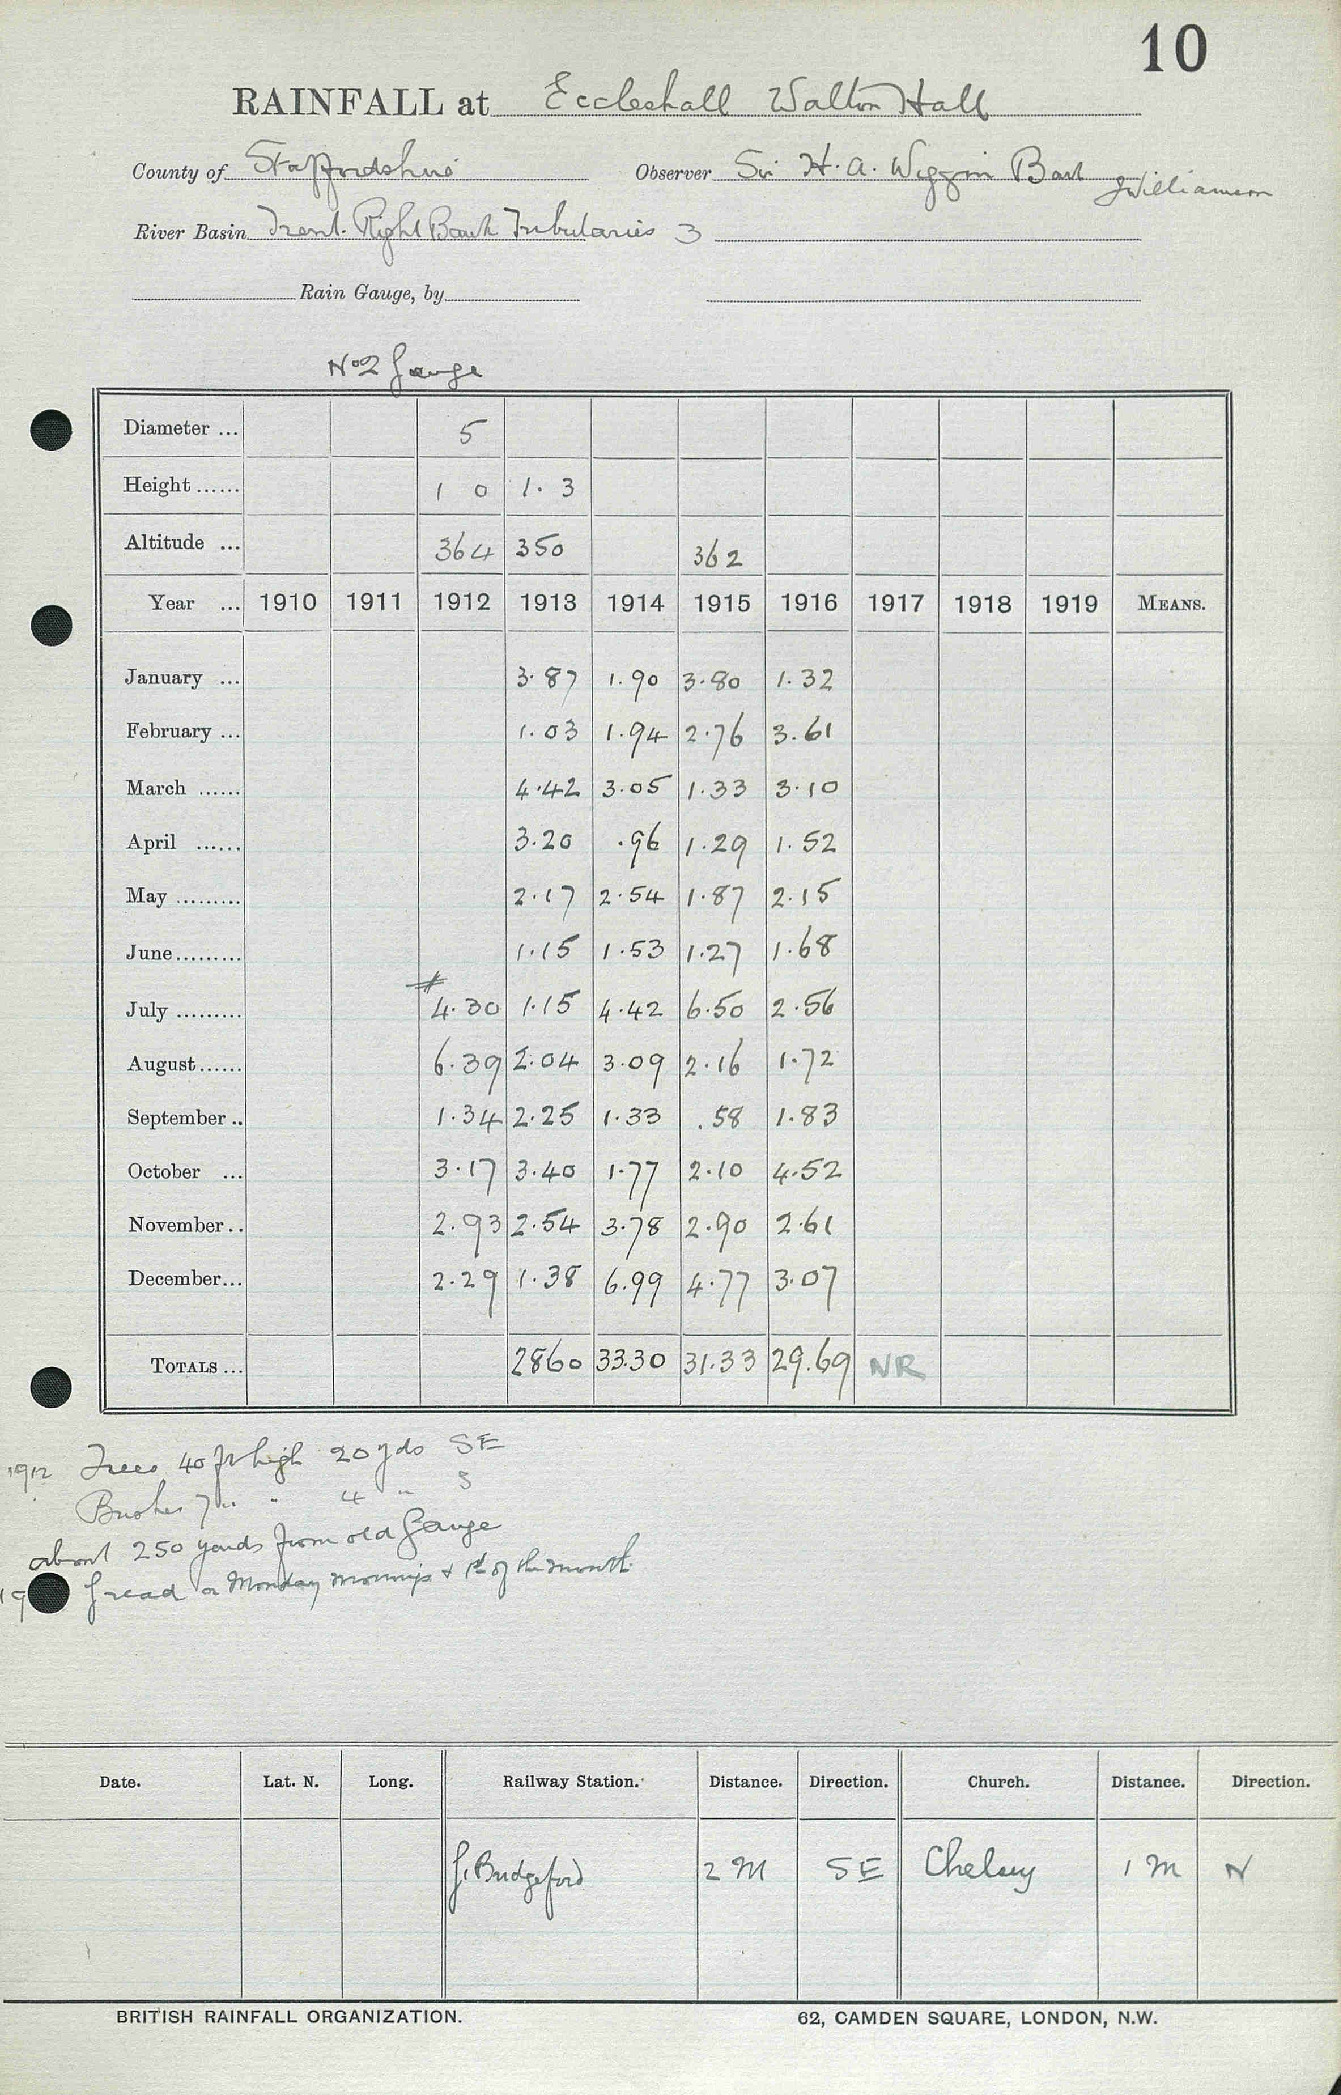 10
RAINFALL at Eccleshall Walton Hall
County of Staffordshire Observer Sir H. A. Wiggin Bart JWilliamson
River Basin Trent. Right Bank Tributaries 3
Rain Gauge, by
No2 Gauge
Diameter ... 5
Height ...... 1 0 1. 3
Altitude ... 364 350 362
Year ... 1910 1911 1912 1913 1914 1915 1916 1917 1918 1919 MEANS.
January ... 3.87 1.90 3.80 1.32
February ... 1.03 1.94 2.76 3.61
March ...... 4.42 3.05 1.33 3.10
April ...... 3.20 .96 1.29 1.52
May ......... 2.17 2.54 1.87 2.15
June ......... 1.15 1.53 1.27 1.68
July ......... # 4.30 1.15 4.42 6.50 2.56
August ...... 6.39 2.04 3.09 2.16 1.72
September .. 1.34 2.25 1.33 .58 1.83
October ... 3.17 3.40 1.77 2.10 4.52
November .. 2.93 2.54 3.78 2.90 2.61
December ... 2.29 1.38 6.99 4.77 3.07
TOTALS ... 2860 33.30 31.33 29.69 NR
1912 Trees 40 ft high 20 yds SE
Bushes 7 " " 4 " S
about 250 yards from old Gauge
19 read on Monday mornings & 1st of the month
Date. Lat. N. Long. Railway Station. Distance. Direction. Church. Distance. Direction.
Bridgeford 2 M SE Chelsey 1 m N
BRITISH RAINFALL ORGANIZATION. 62, CAMDEN SQUARE, LONDON, N.W.